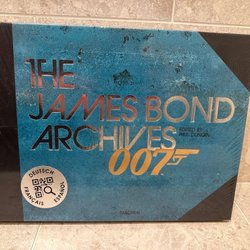 THE
JAMES BOND
ARCHIVES
EDITED BY
PAUL DUNCAN
007
DEUTSCH
FRANÇAIS
ESPAÑOL
TASCHEN